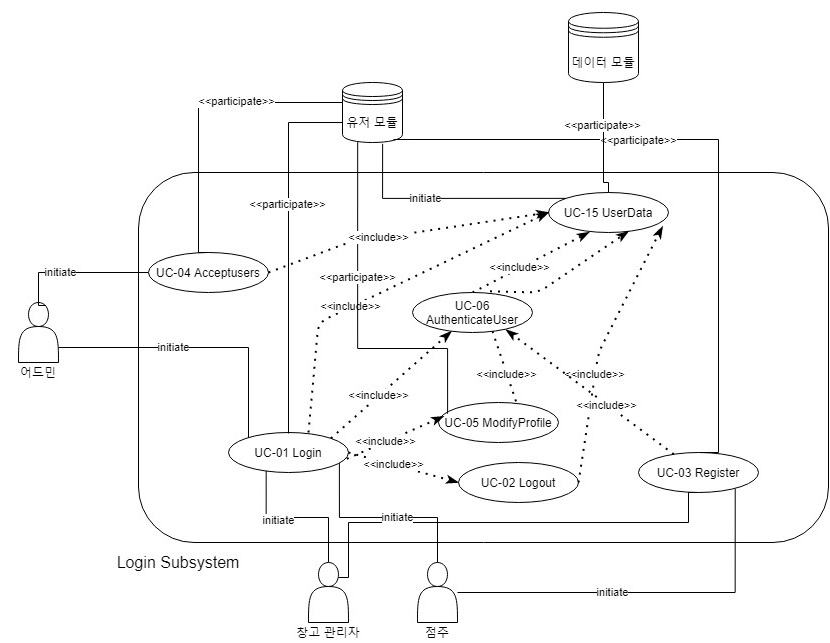 데이터 모듈
<<participate>>
유저 모듈
<<participate>>
<<participate>>
<<participate>>
initiate
UC-15 UserData
<<include>>
UC-04 Acceptusers
initiate
<<include>>
<<participate>>
<<include>>
UC-06
AuthenticateUser
initiate
어드민
<<include>>
<<include>>
<<include>>
<<include>>
UC-05 ModifyProfile
<<include>>
UC-01 Login
<<include>>
UC-02 Logout
UC-03 Register
initiate
initiate
Login Subsystem
initiate
창고 관리자
점주